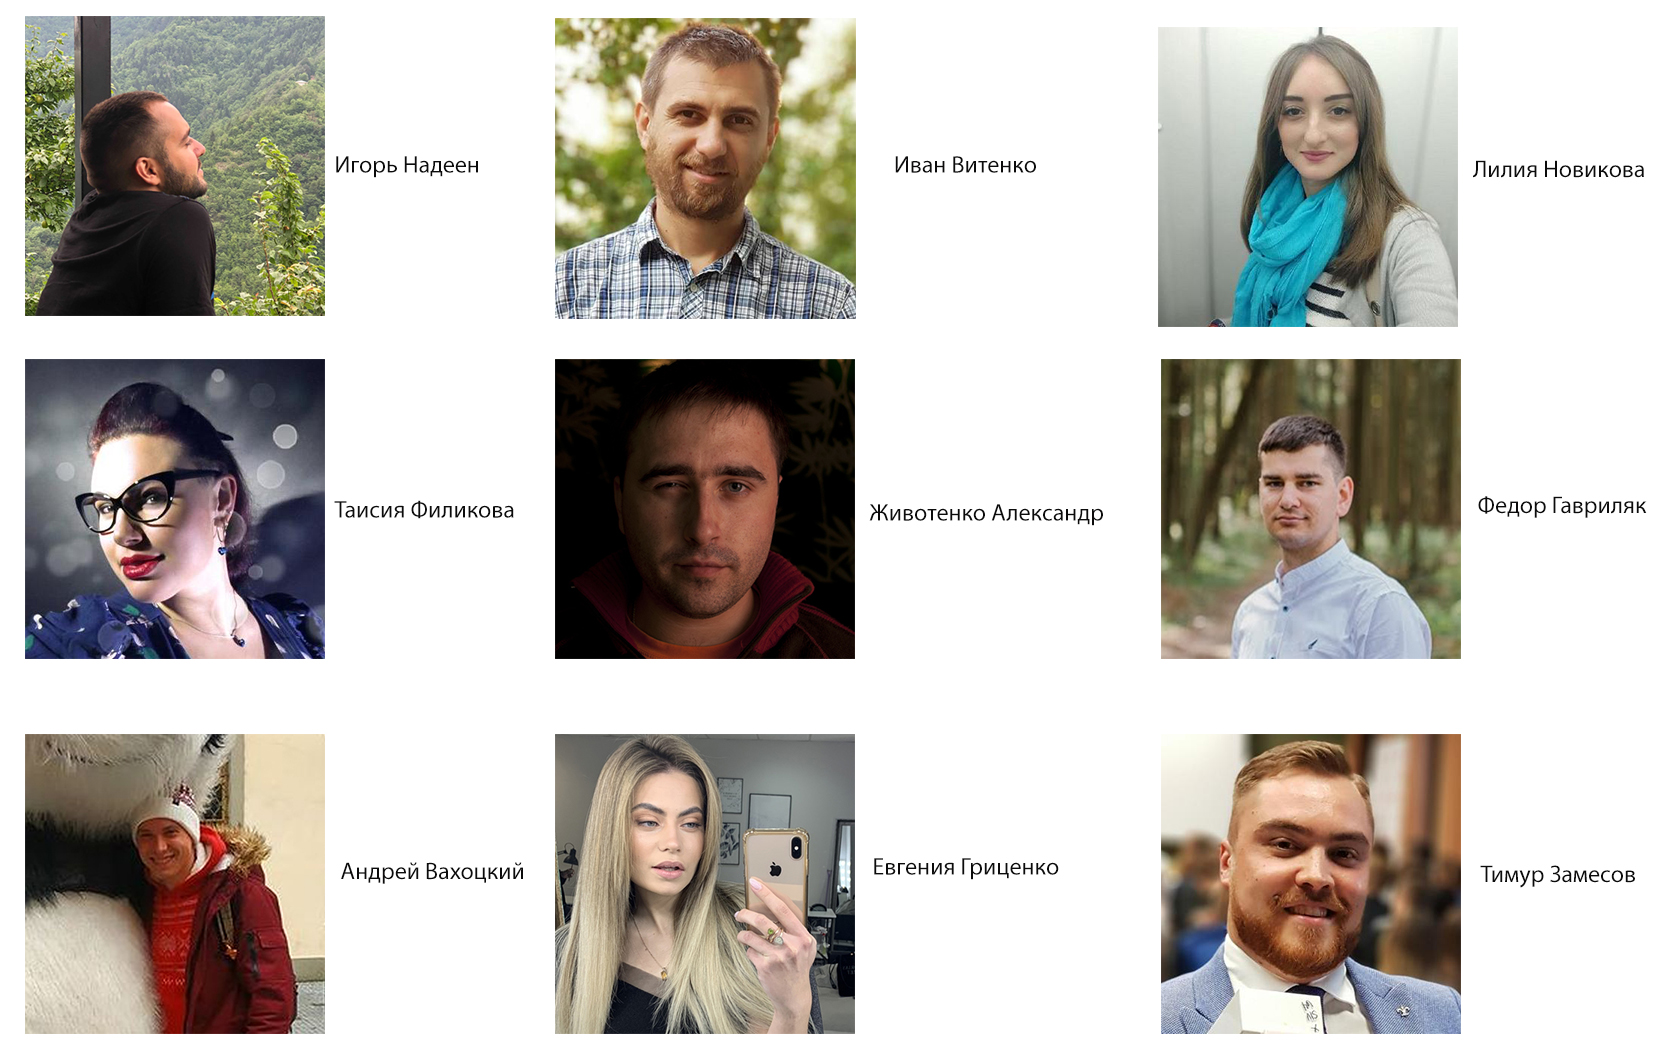 Игорь Надеен
Иван Витенко
Лилия Новикова
Таисия Филикова
Животенко Александр
Федор Гавриляк
Андрей Вахоцкий
Евгения Гриценко
Тимур Замесов